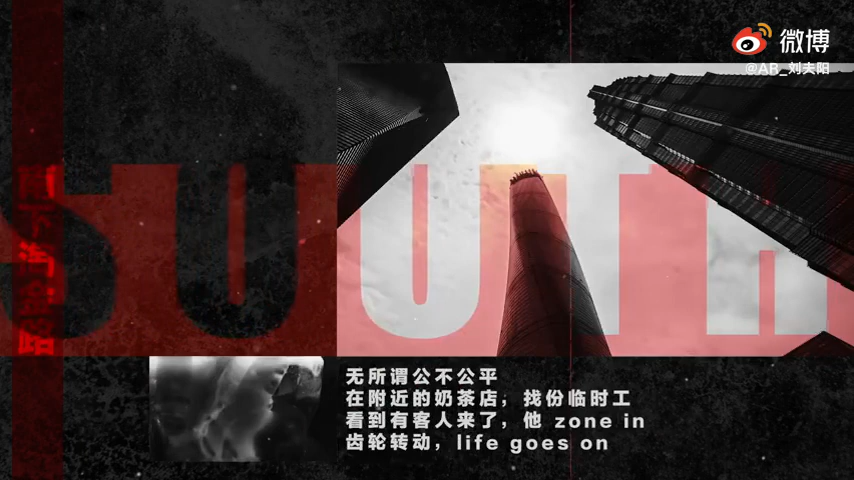 微博
@AR_刘夫阳
SOUTH
无所谓公不公平
在附近的奶茶店，找份临时工
看到有客人来了，他 zone in
齿轮转动，life goes on